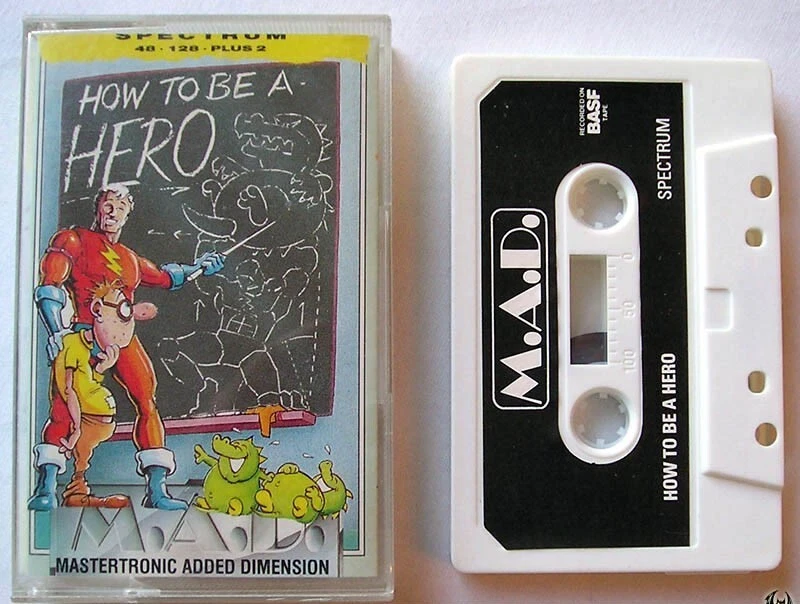 SPECTRUM
48 · 128 · PLUS 2
HOW TO BE A
HERO
M.A.D.
MASTERTRONIC ADDED DIMENSION
RECORDED ON
BASF
TAPE
SPECTRUM
M.A.D.
0
50
100
HOW TO BE A HERO